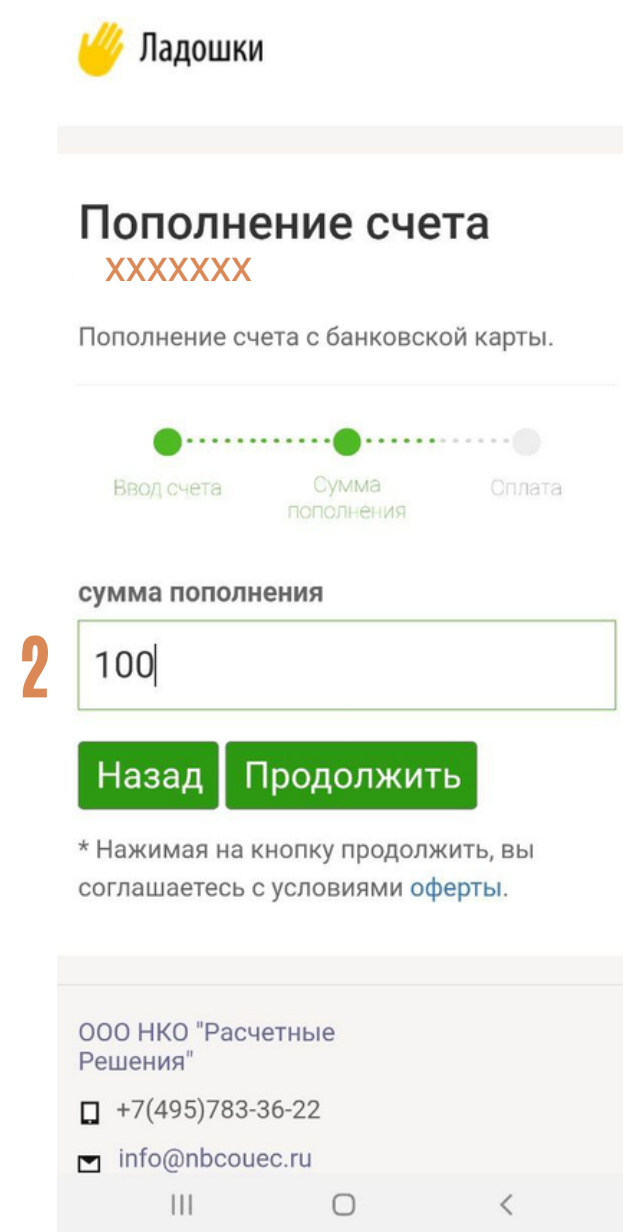 Ладошки
Пополнение счета
XXXXXXX
Пополнение счета с банковской карты.
Ввод счета
Сумма
пополнения
Оплата
сумма пополнения
2
100
Назад Продолжить
* Нажимая на кнопку продолжить, вы
соглашаетесь с условиями оферты.
ООО НКО "Расчетные
Решения"
+7(495)783-36-22
info@nbcouec.ru